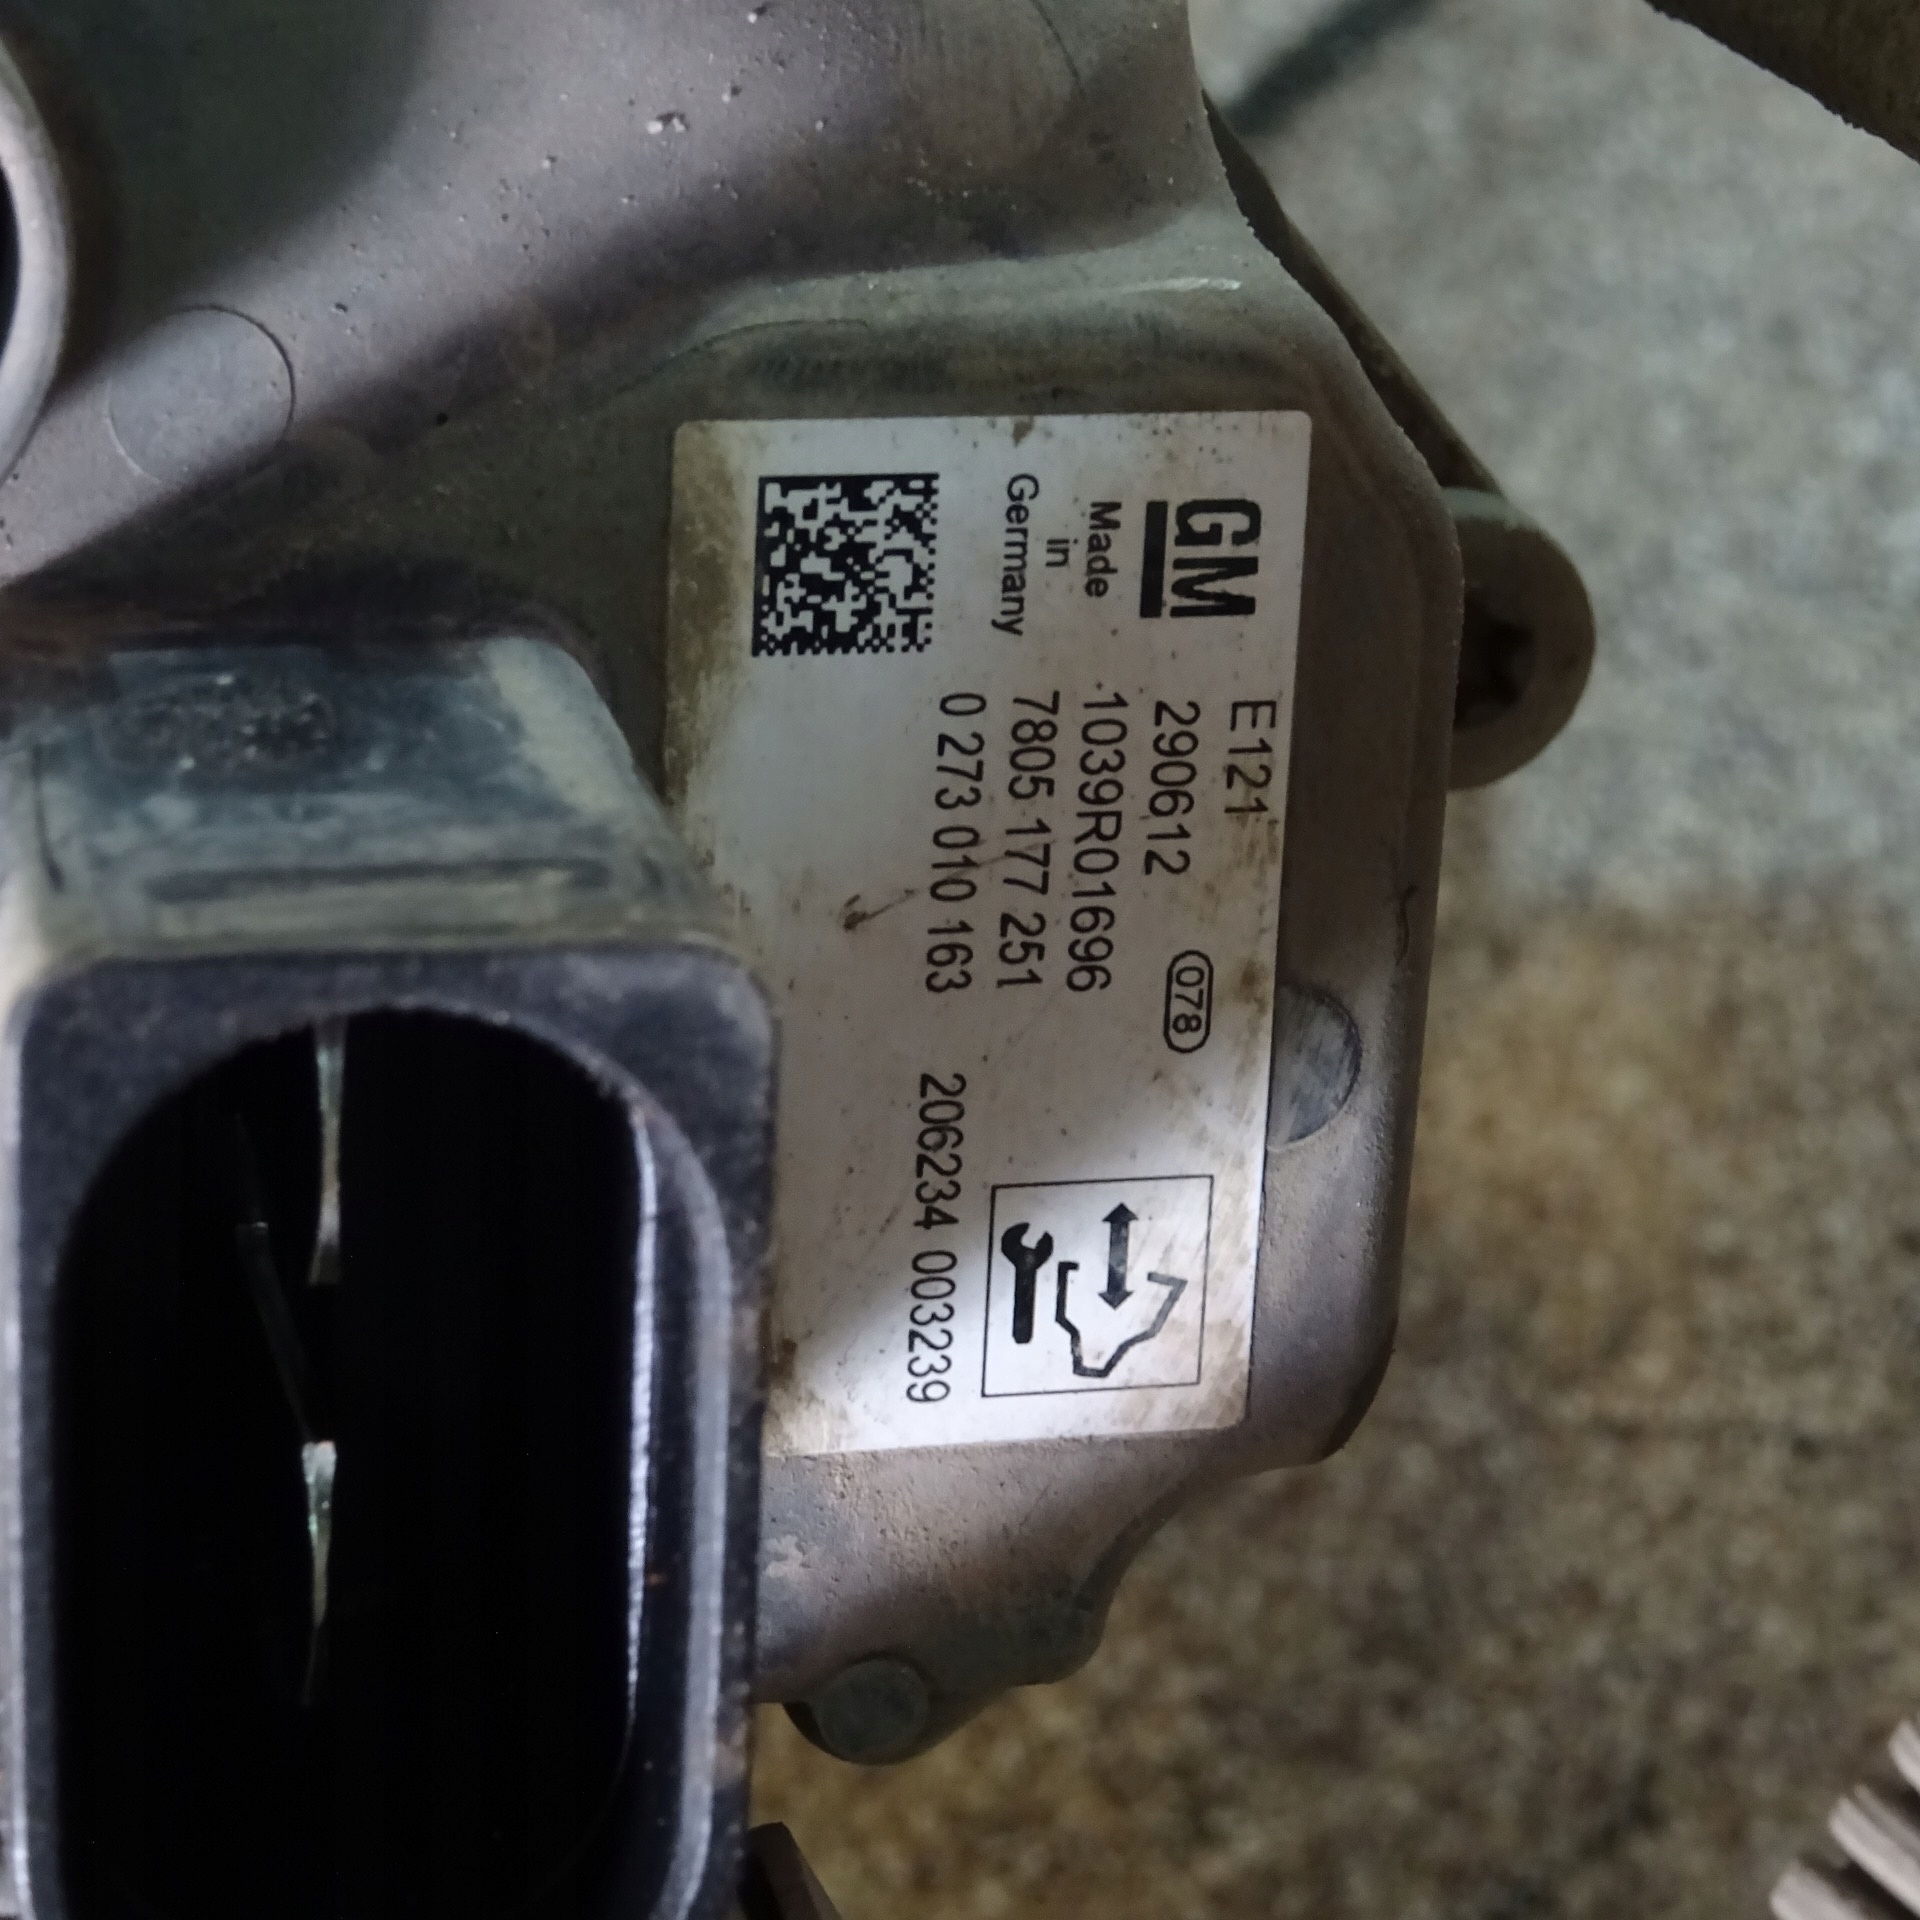 GM
Made
in
Germany
E121
290612
078
1039R01696
7805 177 251
0 273 010 163
206234 003239